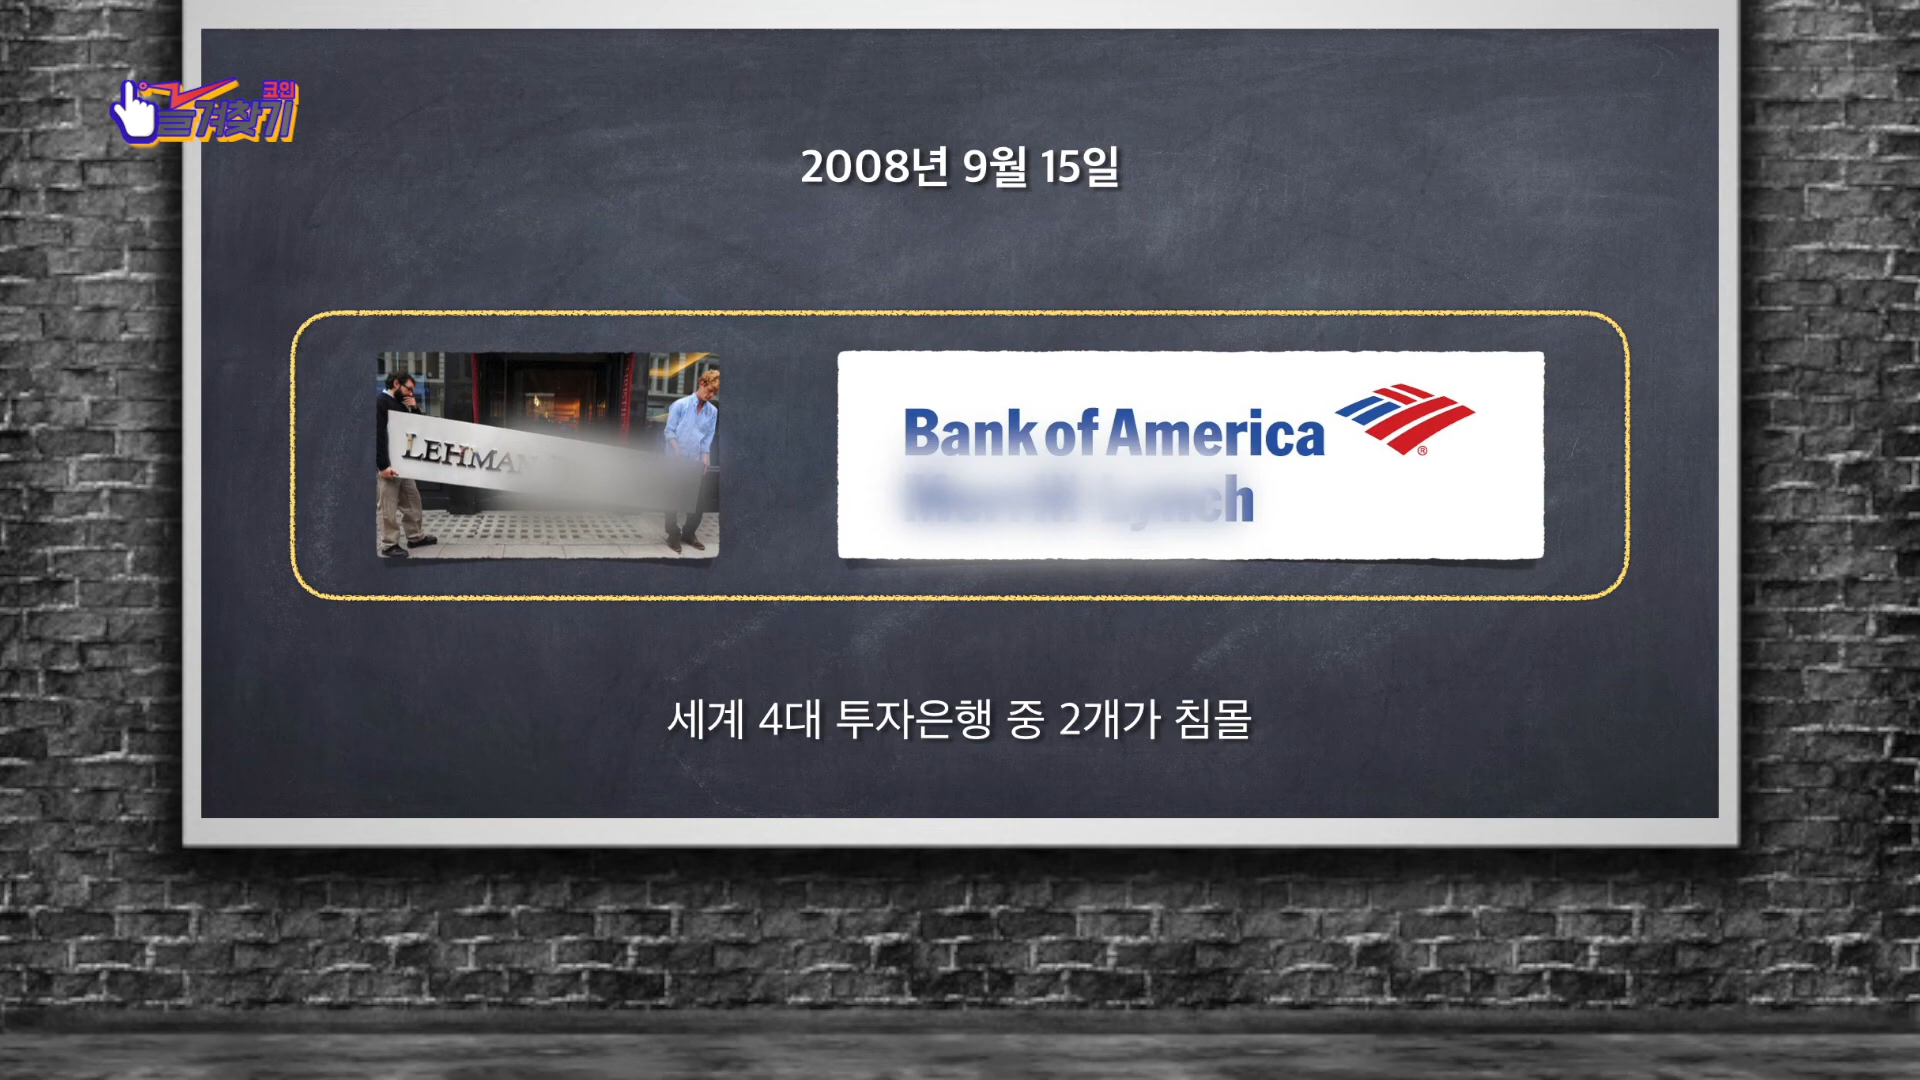 코인
즐겨찾기
2008년 9월 15일
LEHMAN
Bank of America
®
세계 4대 투자은행 중 2개가 침몰